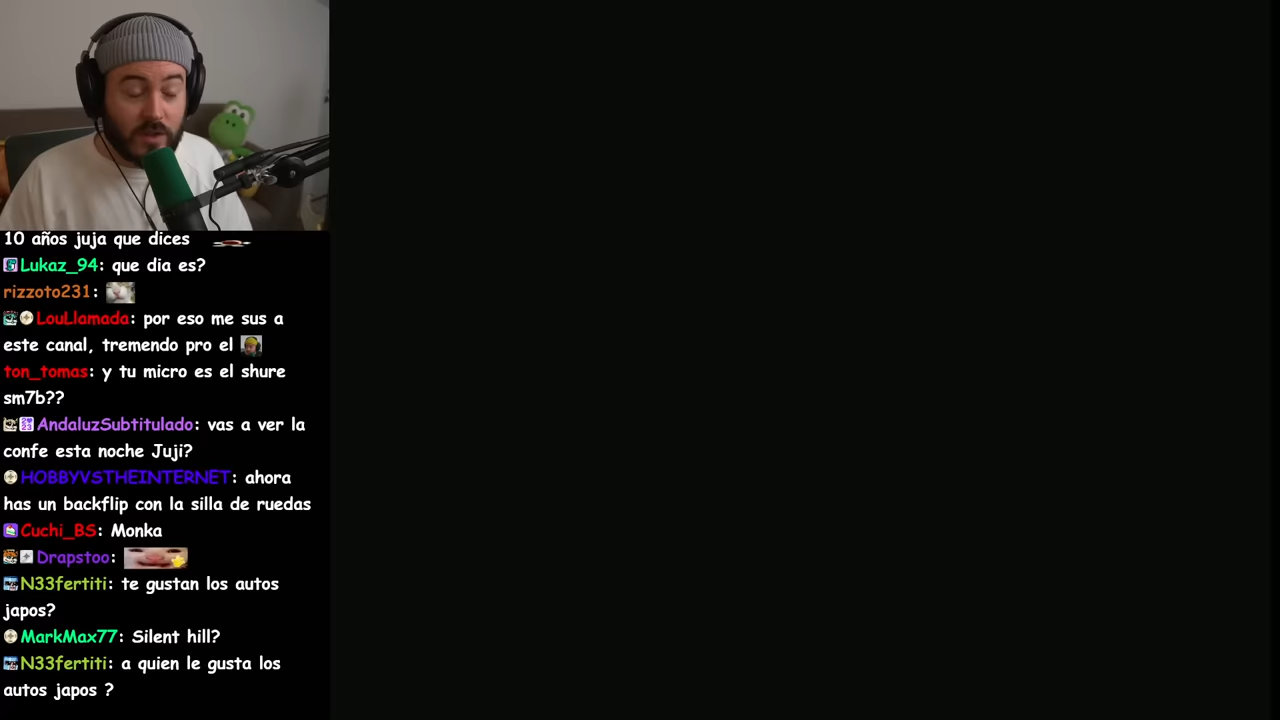 10 años juja que dices
Lukaz_94: que dia es?
rizzoto231:
LouLlamada: por eso me sus a
este canal, tremendo pro el
ton_tomas: y tu micro es el shure
sm7b??
AndaluzSubtitulado: vas a ver la
confe esta noche Juji?
HOBBYVSTHEINTERNET: ahora
has un backflip con la silla de ruedas
Cuchi_BS: Monka
Drapstoo:
N33fertiti: te gustan los autos
japos?
MarkMax77: Silent hill?
N33fertiti: a quien le gusta los
autos japos ?